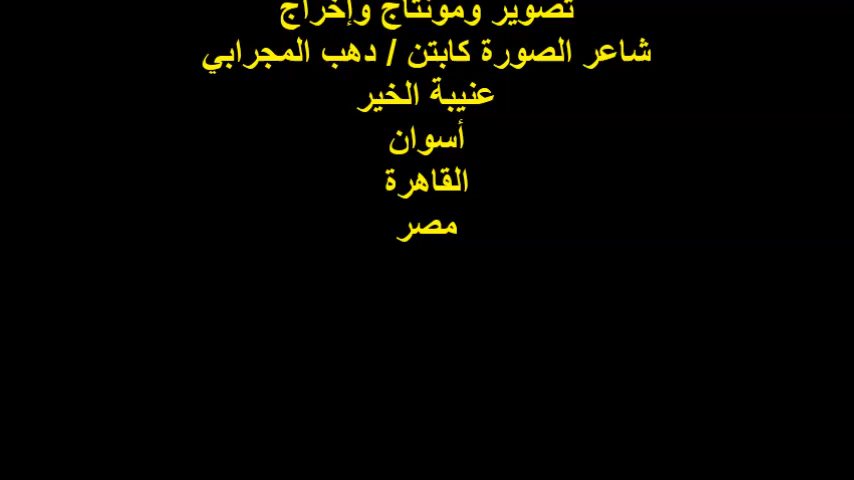 تصوير ومونتاج وإخراج
شاعر الصورة كابتن / دهب المجرابي
عنيبة الخير
أسوان
القاهرة
مصر